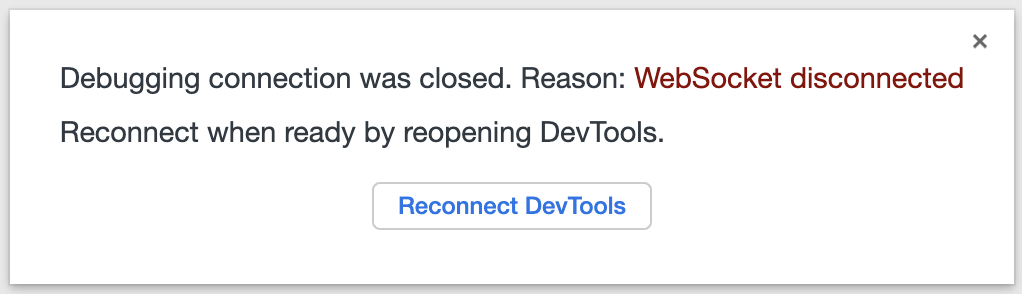 Debugging connection was closed. Reason: WebSocket disconnected
Reconnect when ready by reopening DevTools.
Reconnect DevTools